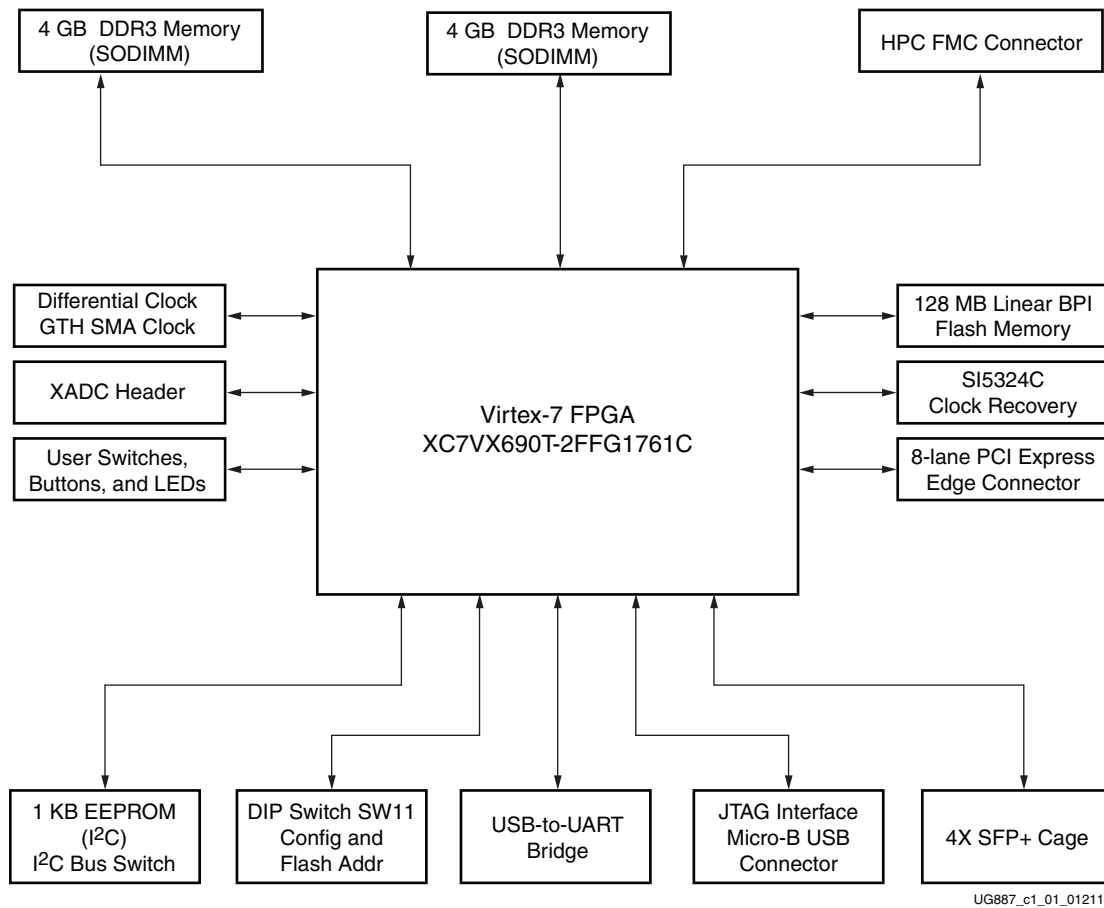 4 GB DDR3 Memory
(SODIMM)
4 GB DDR3 Memory
(SODIMM)
HPC FMC Connector
Differential Clock
GTH SMA Clock
XADC Header
User Switches,
Buttons, and LEDs
Virtex-7 FPGA
XC7VX690T-2FFG1761C
128 MB Linear BPI
Flash Memory
SI5324C
Clock Recovery
8-lane PCI Express
Edge Connector
1 KB EEPROM
(I²C)
I²C Bus Switch
DIP Switch SW11
Config and
Flash Addr
USB-to-UART
Bridge
JTAG Interface
Micro-B USB
Connector
4X SFP+ Cage
UG887_c1_01_01211